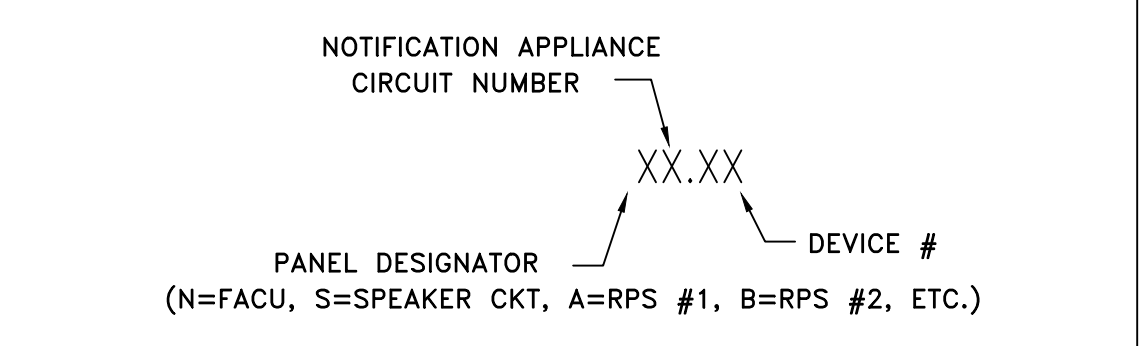 NOTIFICATION APPLIANCE
CIRCUIT NUMBER
XX.XX
DEVICE #
PANEL DESIGNATOR
(N=FACU, S=SPEAKER CKT, A=RPS #1, B=RPS #2, ETC.)